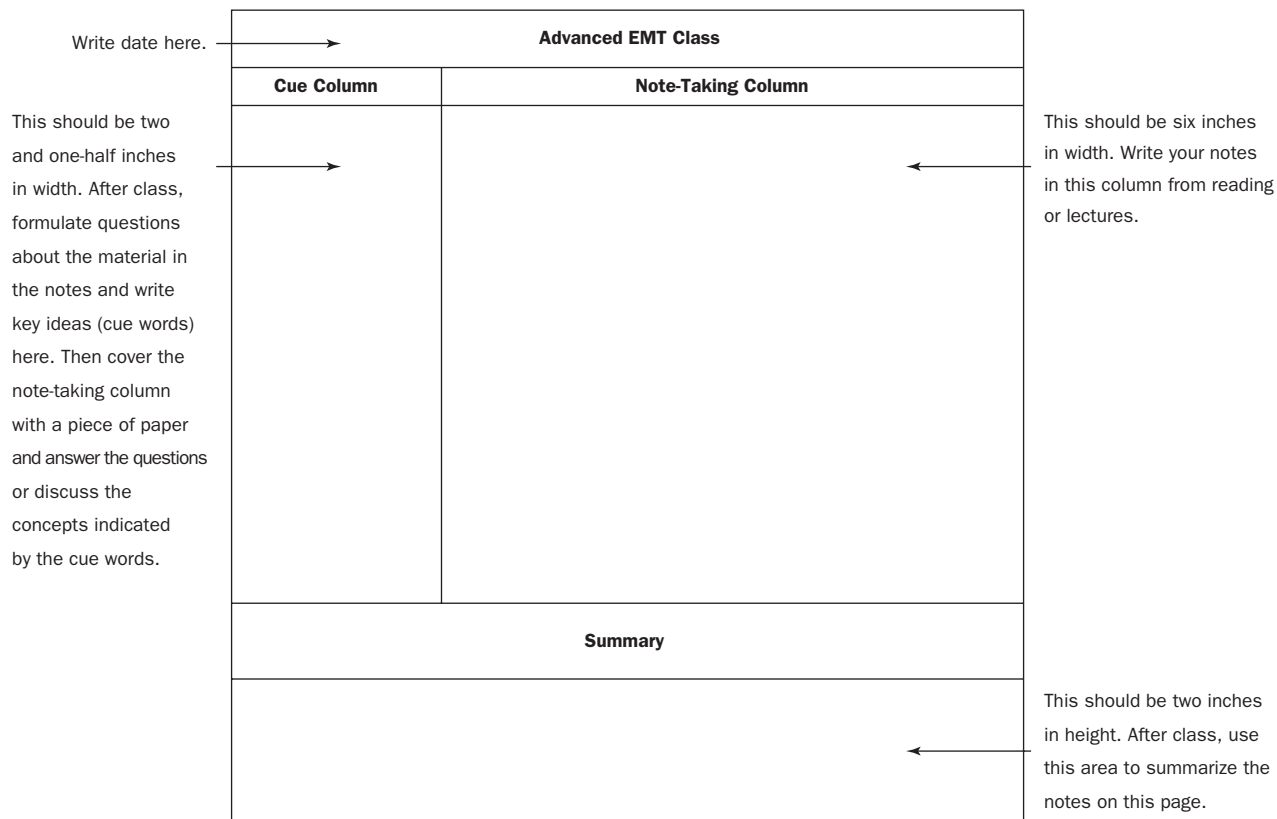 Write date here.
Advanced EMT Class
Cue Column
Note-Taking Column
This should be two
and one-half inches
in width. After class,
formulate questions
about the material in
the notes and write
key ideas (cue words)
here. Then cover the
note-taking column
with a piece of paper
and answer the questions
or discuss the
concepts indicated
by the cue words.
This should be six inches
in width. Write your notes
in this column from reading
or lectures.
Summary
This should be two inches
in height. After class, use
this area to summarize the
notes on this page.